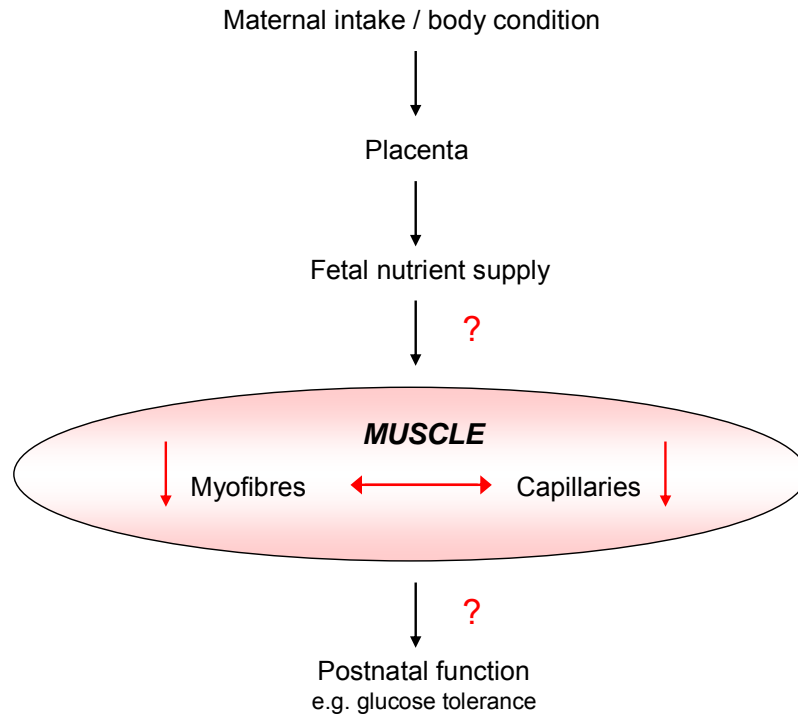 Maternal intake / body condition
Placenta
Fetal nutrient supply
?
MUSCLE
Myofibres
Capillaries
?
Postnatal function
e.g. glucose tolerance